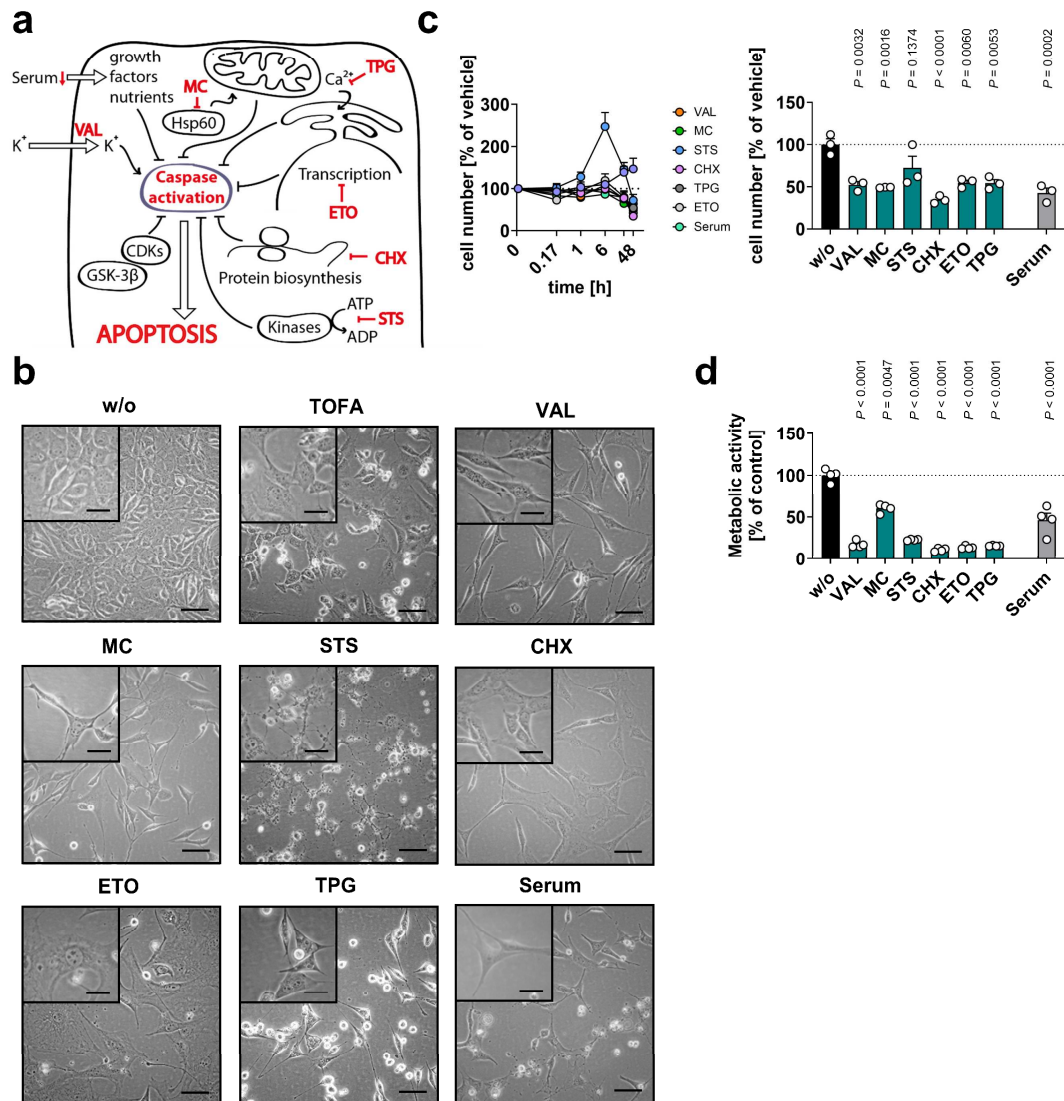 a
Serum
growth
factors
nutrients
MC
Hsp60
Ca2+
TPG
VAL
K+
K+
Caspase
activation
Transcription
ETO
CDKs
GSK-3β
CHX
Protein biosynthesis
ATP
STS
Kinases
ADP
APOPTOSIS
b
w/o
TOFA
VAL
MC
STS
CHX
ETO
TPG
Serum
c
cell number [% of vehicle]
300
200
100
0
0
0.17
1
6
48
time [h]
VAL
MC
STS
CHX
TPG
ETO
Serum
P = 0.0032
P = 0.0016
P = 0.1374
P < 0.0001
P = 0.0060
P = 0.0053
P = 0.0002
cell number [% of vehicle]
150
100
50
0
w/o
VAL
MC
STS
CHX
ETO
TPG
Serum
d
P < 0.0001
P = 0.0047
P < 0.0001
P < 0.0001
P < 0.0001
P < 0.0001
P < 0.0001
Metabolic activity
[% of control]
150
100
50
0
w/o
VAL
MC
STS
CHX
ETO
TPG
Serum